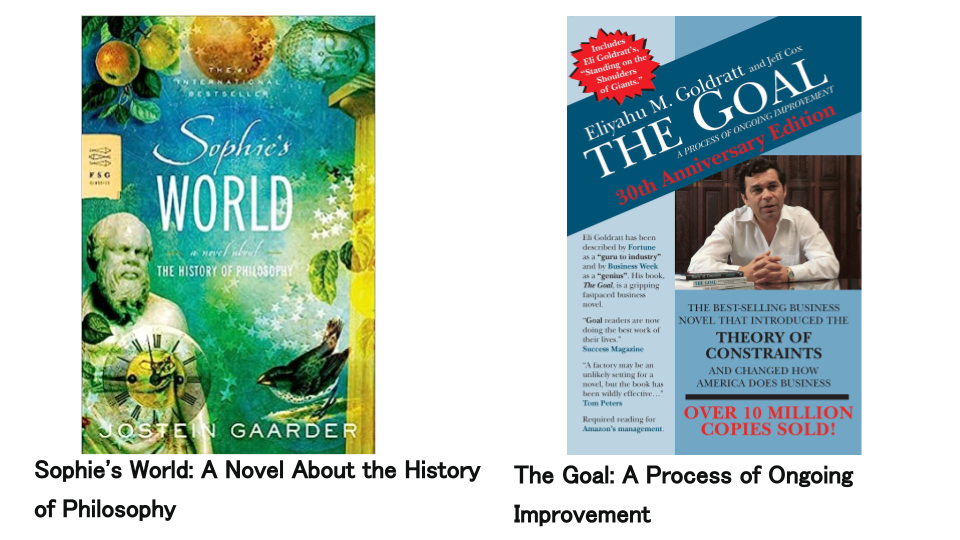 THE #1
INTERNATIONAL
BESTSELLER
Sophie's
WORLD
a novel about
THE HISTORY OF PHILOSOPHY
FSG
CLASSICS
JOSTEIN GAARDER
Sophie's World: A Novel About the History
of Philosophy
Includes
Eli Goldratt's,
"Standing on the
Shoulders
of Giants."
Eliyahu M. Goldratt and Jeff Cox
THE GOAL
A PROCESS OF ONGOING IMPROVEMENT
30th Anniversary Edition
Eli Goldratt has been
described by Fortune
as a "guru to industry"
and by Business Week
as a "genius". His book,
The Goal, is a gripping
fastpaced business
novel.
"Goal readers are now
doing the best work of
their lives."
Success Magazine
"A factory may be an
unlikely setting for a
novel, but the book has
been wildly effective..."
Tom Peters
Required reading for
Amazon's management.
THE GOAL
THE BEST-SELLING BUSINESS
NOVEL THAT INTRODUCED THE
THEORY OF
CONSTRAINTS
AND CHANGED HOW
AMERICA DOES BUSINESS
OVER 10 MILLION
COPIES SOLD!
The Goal: A Process of Ongoing
Improvement